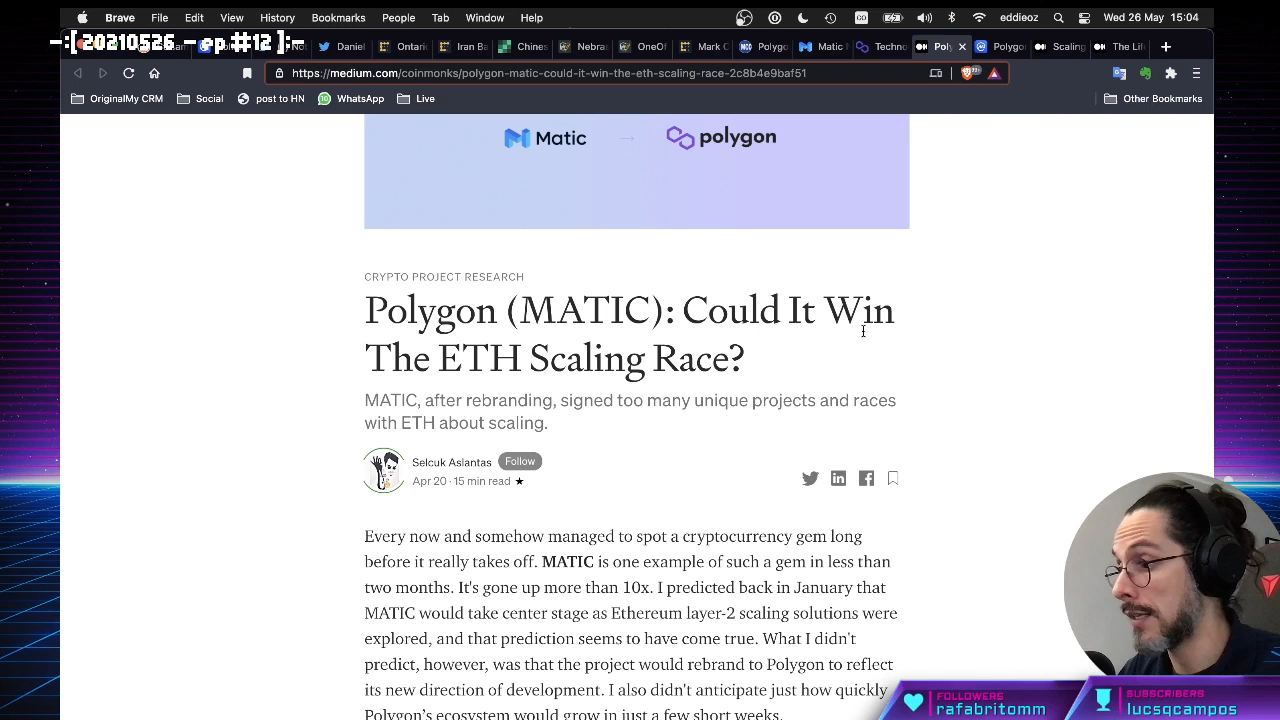 Brave File Edit View History Bookmarks People Tab Window Help eddieoz Wed 26 May 15:04
-:[ 20210526 - ep #12 ]:-
Daniel Ontario Iran Ba Chines Nebras OnpOf Mark C Polygo Matic N Techno Poly Polygon Scaling The Life
https://medium.com/coinmonks/polygon-matic-could-it-win-the-eth-scaling-race-2c8b4e9baf51
OriginalMy CRM Social post to HN WhatsApp Live Other Bookmarks
Matic → polygon
CRYPTO PROJECT RESEARCH
Polygon (MATIC): Could It Win
The ETH Scaling Race?
MATIC, after rebranding, signed too many unique projects and races
with ETH about scaling.
Selcuk Aslantas Follow
Apr 20 · 15 min read ★
Every now and somehow managed to spot a cryptocurrency gem long
before it really takes off. MATIC is one example of such a gem in less than
two months. It's gone up more than 10x. I predicted back in January that
MATIC would take center stage as Ethereum layer-2 scaling solutions were
explored, and that prediction seems to have come true. What I didn't
predict, however, was that the project would rebrand to Polygon to reflect
its new direction of development. I also didn't anticipate just how quickly
Polygon's ecosystem would grow in just a few short weeks.
FOLLOWERS
rafabritomm
SUBSCRIBERS
lucsqcampos